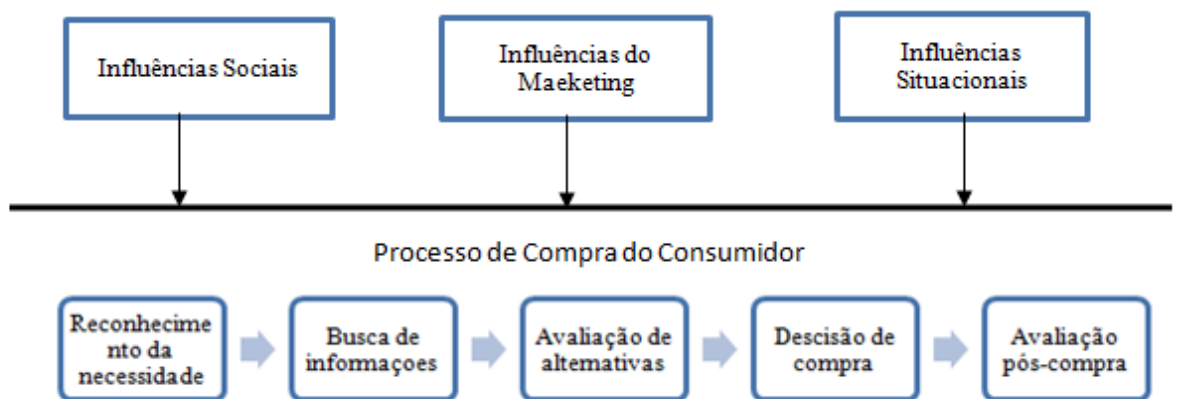 Influências Sociais
Influências do
Maeketing
Influências
Situacionais
Processo de Compra do Consumidor
Reconhecime
nto da
necessidade
Busca de
informaçoes
Avaliação de
alternativas
Descisão de
compra
Avaliação
pós-compra